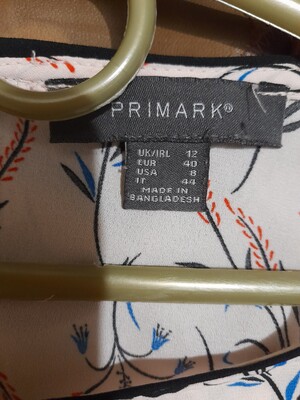 PRIMARK®
UK/IRL 12
EUR 40
USA 8
IT 44
MADE IN
BANGLADESH